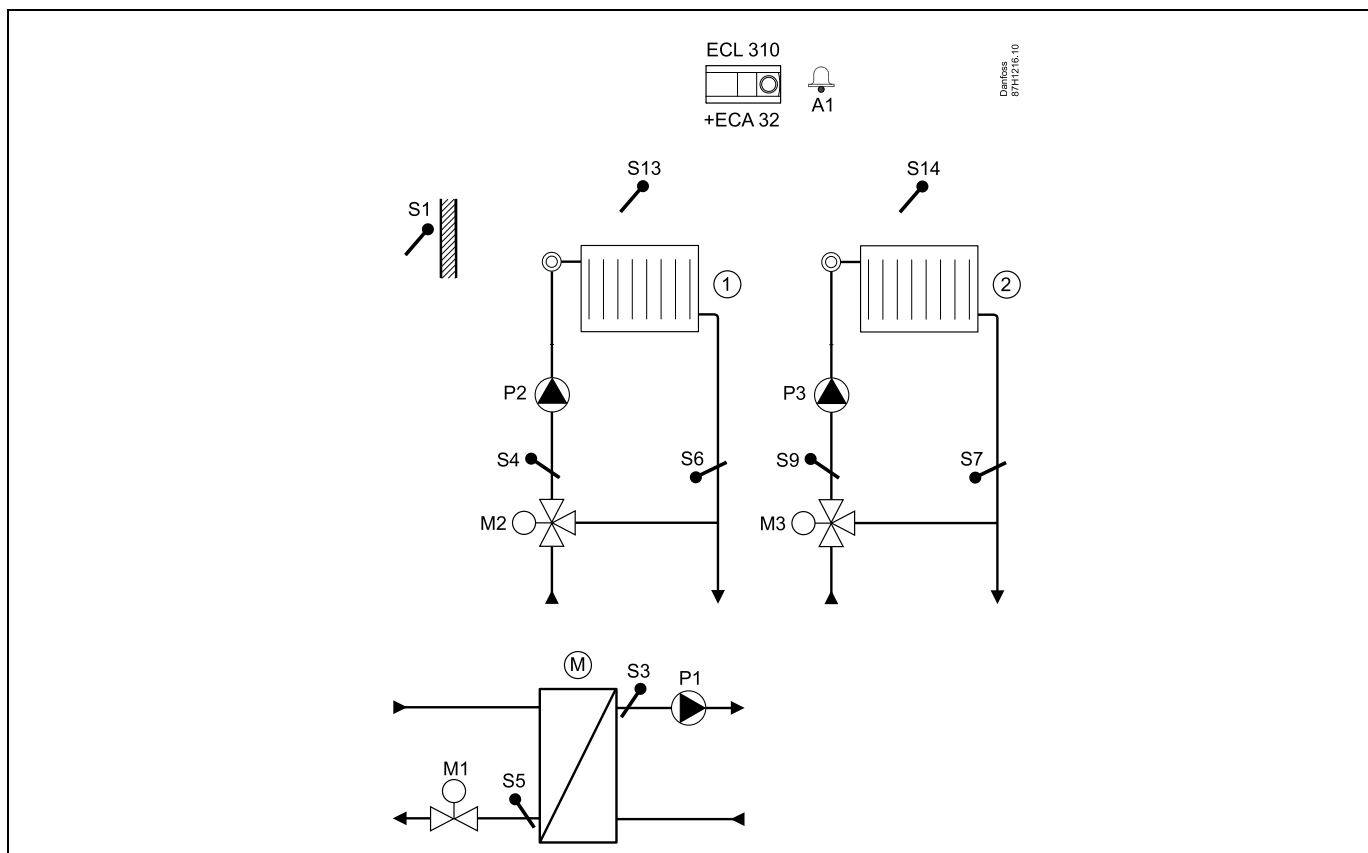 ECL 310
+ECA 32
A1
Danfoss
87H1216.10
S13
S14
S1
1
2
P2
P3
S4
S6
S9
S7
M2
M3
M
S3
P1
M1
S5